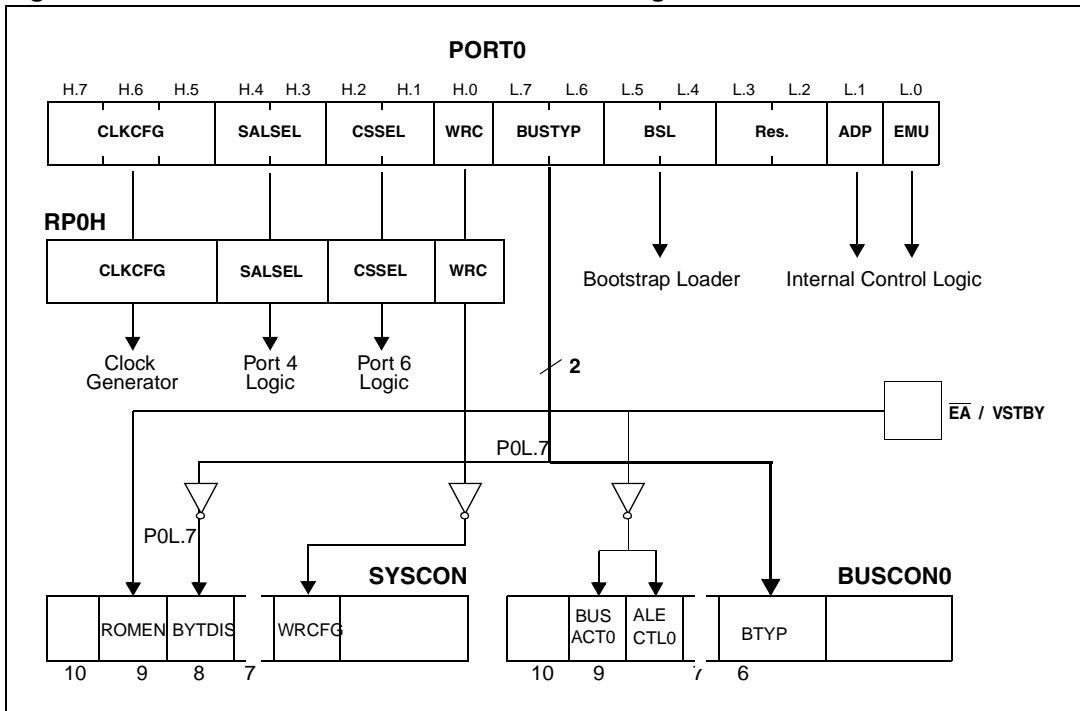 PORT0
H.7 H.6 H.5 H.4 H.3 H.2 H.1 H.0 L.7 L.6 L.5 L.4 L.3 L.2 L.1 L.0
CLKCFG SALSEL CSSEL WRC BUSTYP BSL Res. ADP EMU
RP0H
CLKCFG SALSEL CSSEL WRC
Bootstrap Loader Internal Control Logic
Clock Generator
Port 4 Logic
Port 6 Logic
2
EA / VSTBY
P0L.7
P0L.7
SYSCON BUSCON0
ROMEN BYTDIS WRCFG
BUS ACT0
ALE CTL0
BTYP
10 9 8 7 10 9 7 6